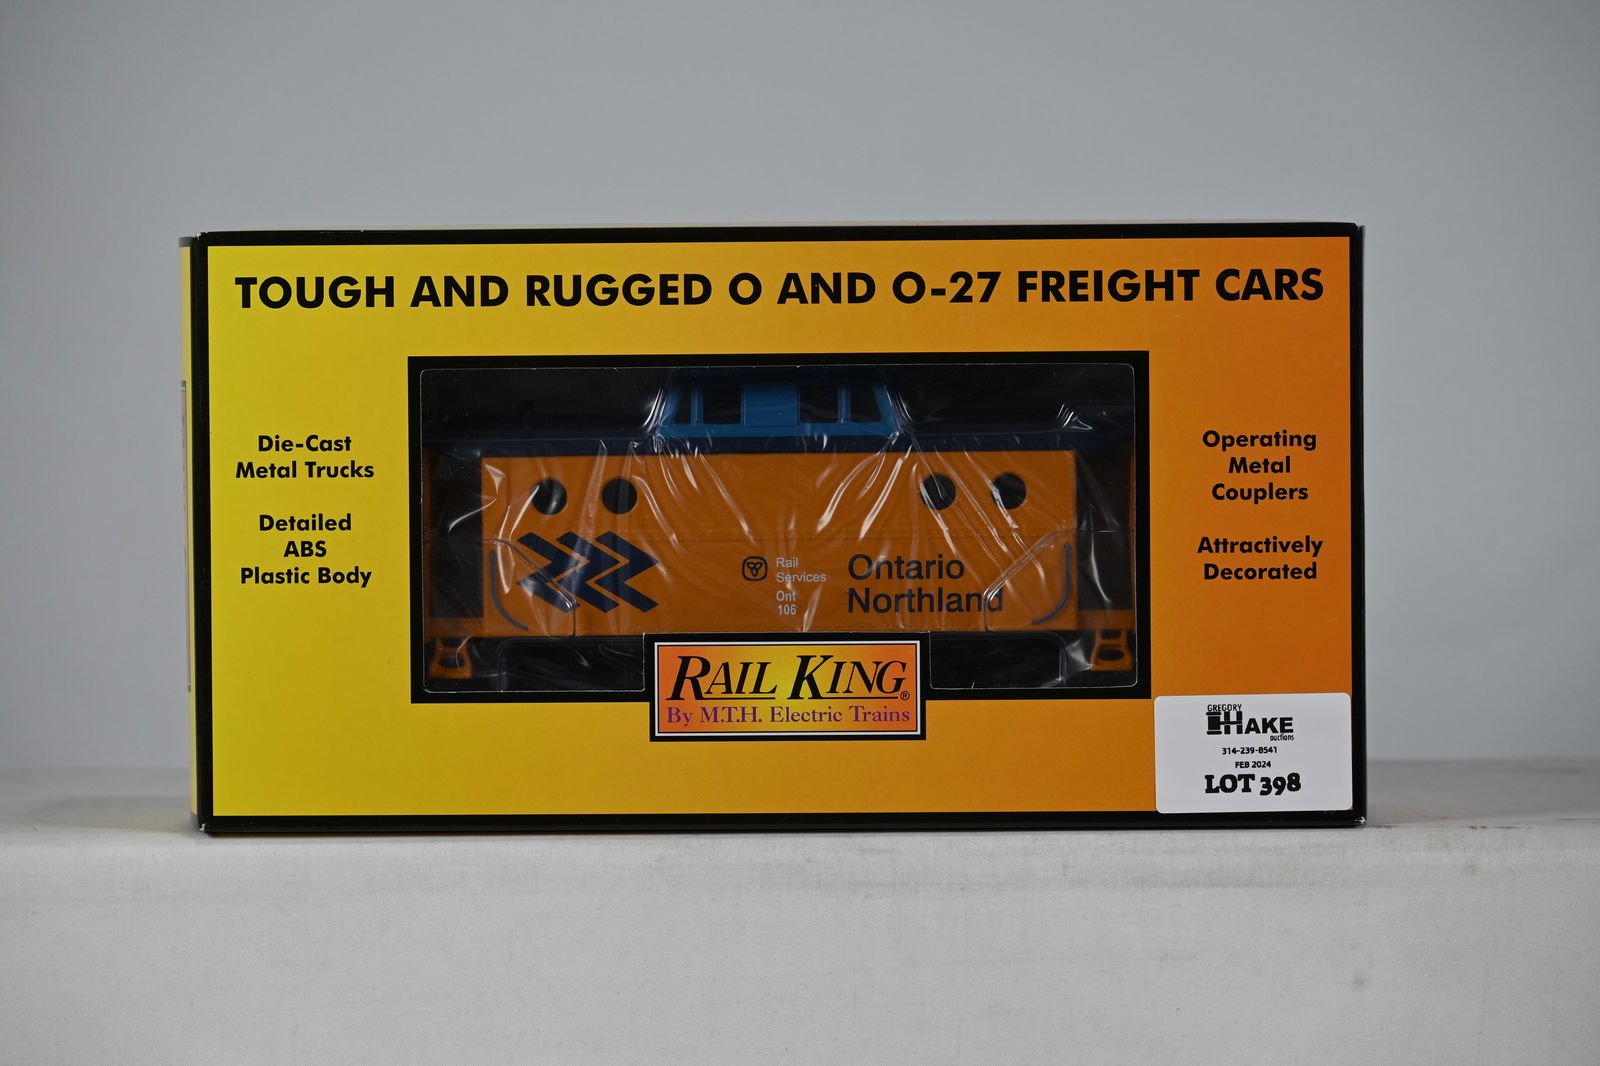 TOUGH AND RUGGED O AND O-27 FREIGHT CARS
Die-Cast
Metal Trucks
Detailed
ABS
Plastic Body
Operating
Metal
Couplers
Attractively
Decorated
Rail
Services
Ont
106
Ontario
Northland
RAIL KING®
By M.T.H. Electric Trains
GREGORY
HAKE
auctions
314-239-8541
FEB 2024
LOT 398